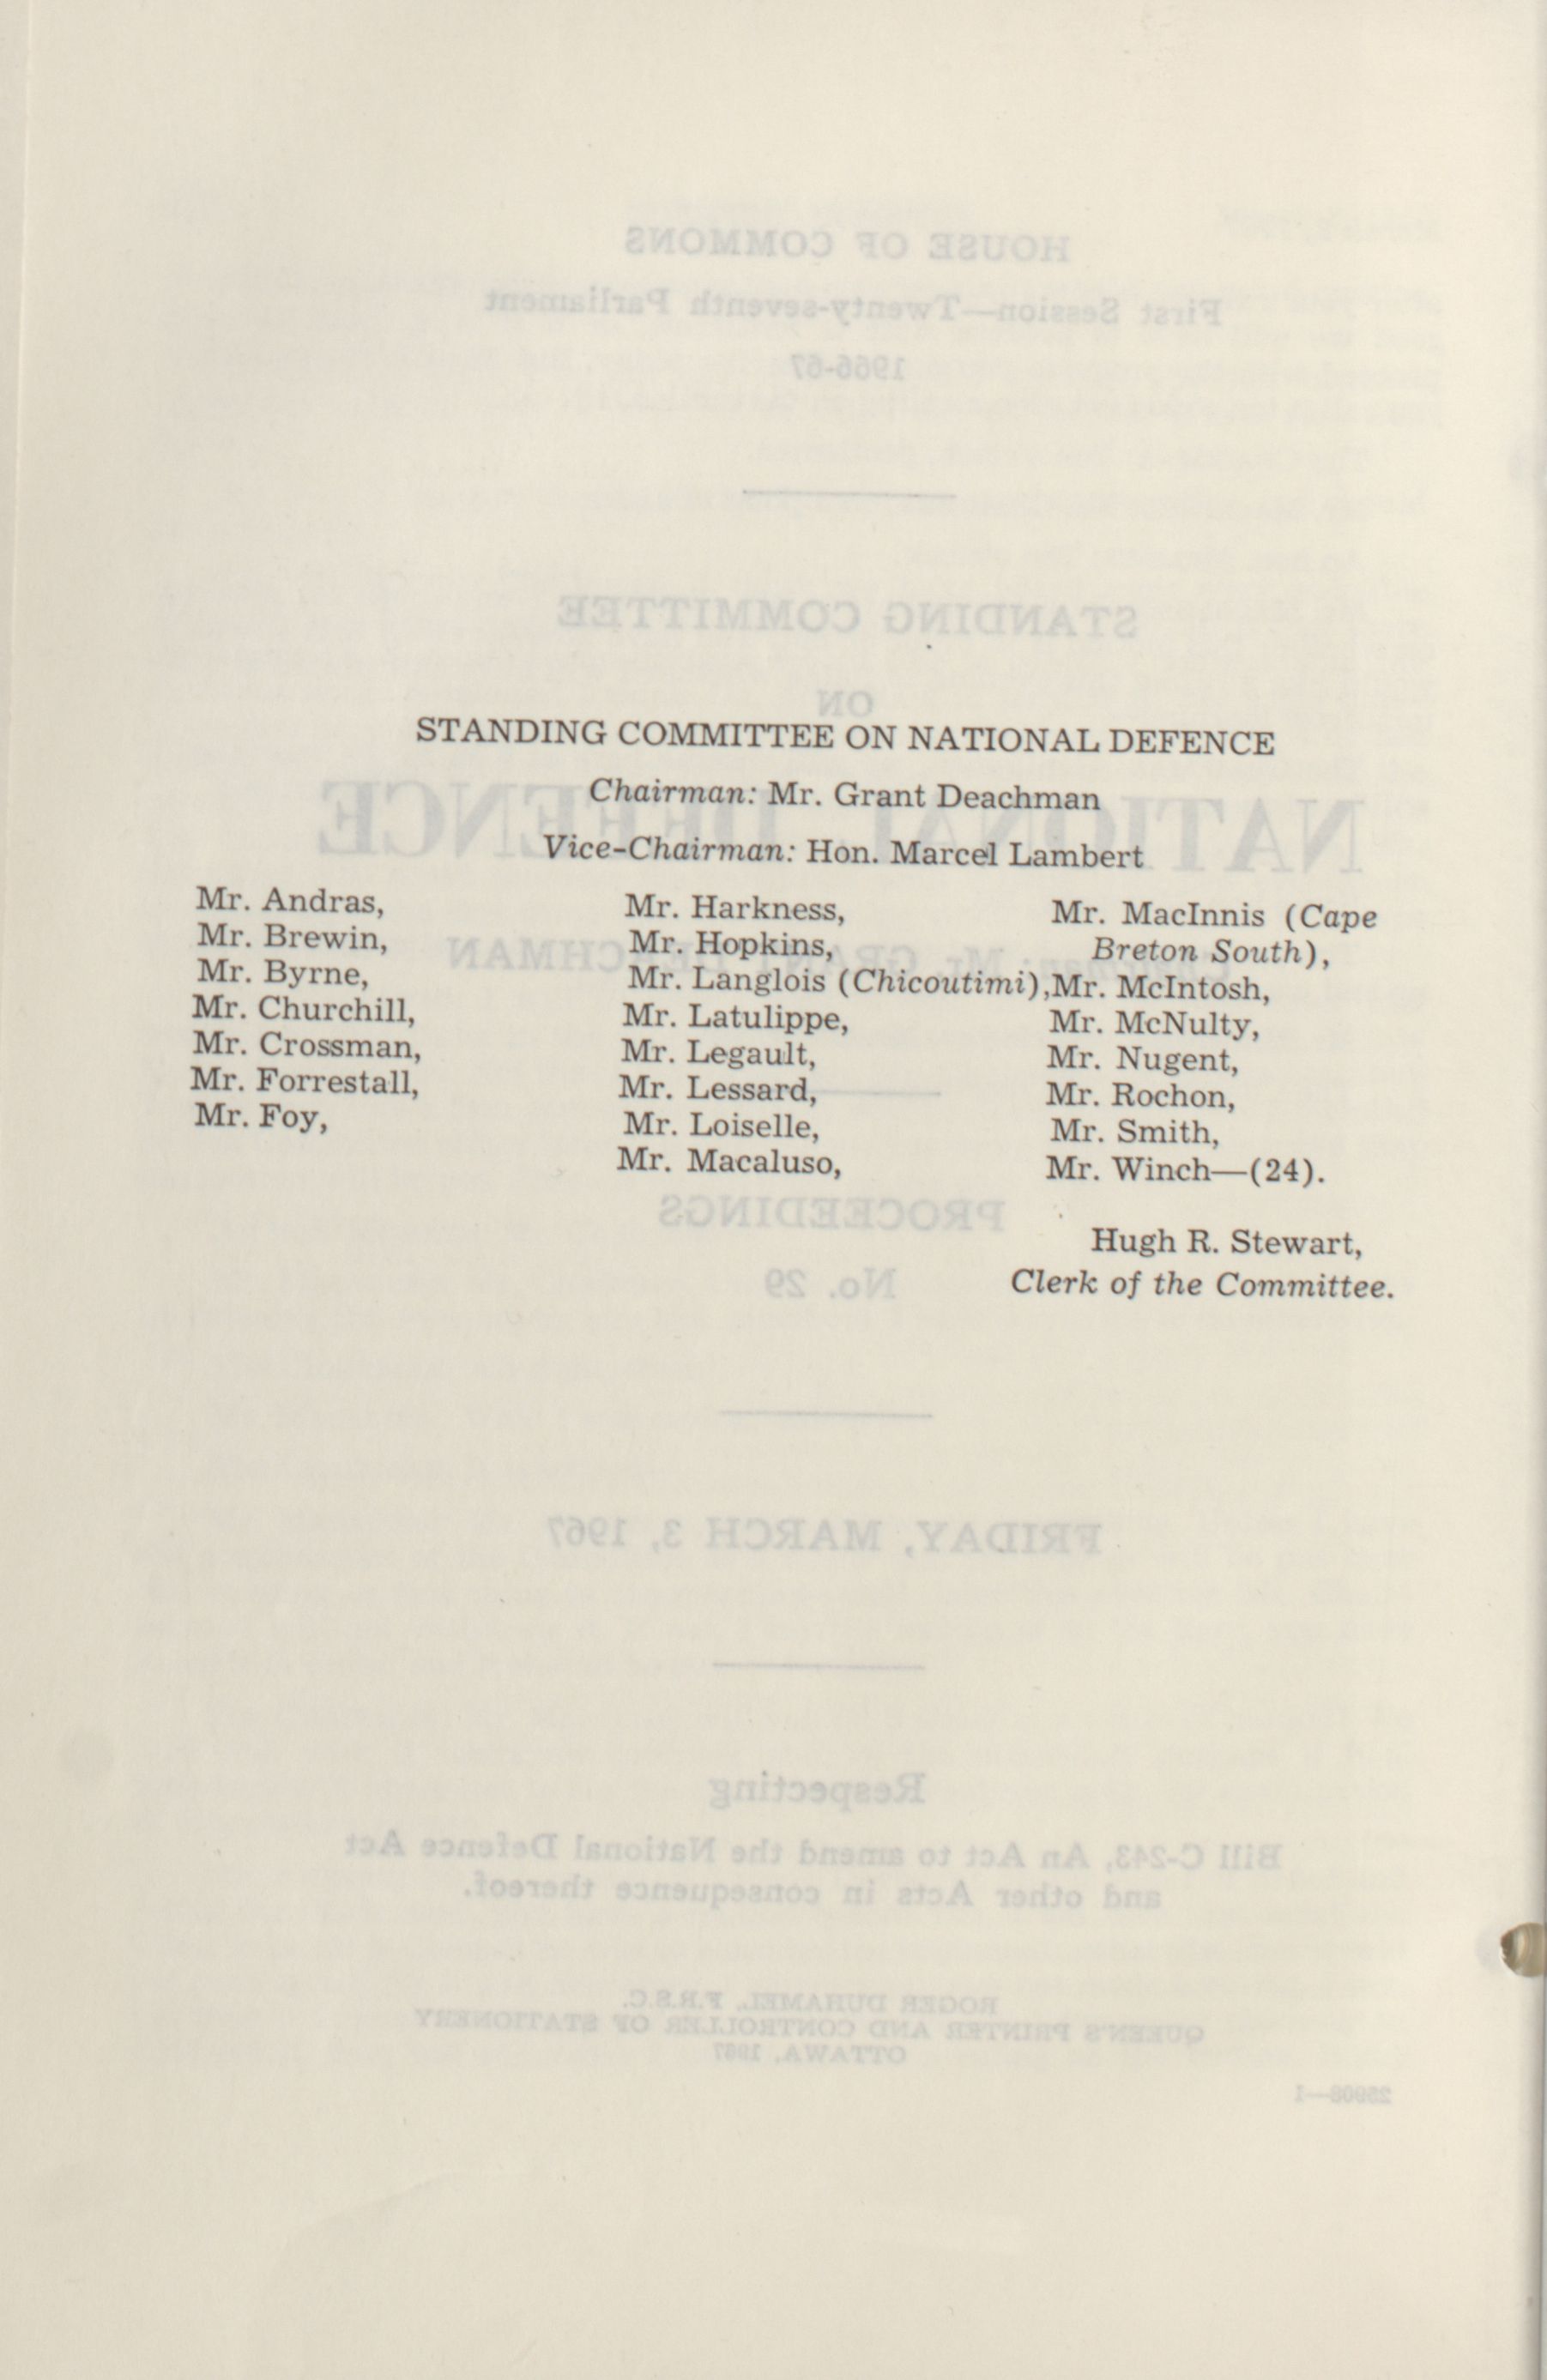 STANDING COMMITTEE ON NATIONAL DEFENCE
Chairman: Mr. Grant Deachman
Vice-Chairman: Hon. Marcel Lambert
Mr. Andras,
Mr. Brewin,
Mr. Byrne,
Mr. Churchill,
Mr. Crossman,
Mr. Forrestall,
Mr. Foy,
Mr. Harkness,
Mr. Hopkins,
Mr. Langlois (Chicoutimi),
Mr. Latulippe,
Mr. Legault,
Mr. Lessard,
Mr. Loiselle,
Mr. Macaluso,
Mr. MacInnis (Cape
Breton South),
Mr. McIntosh,
Mr. McNulty,
Mr. Nugent,
Mr. Rochon,
Mr. Smith,
Mr. Winch—(24).
Hugh R. Stewart,
Clerk of the Committee.